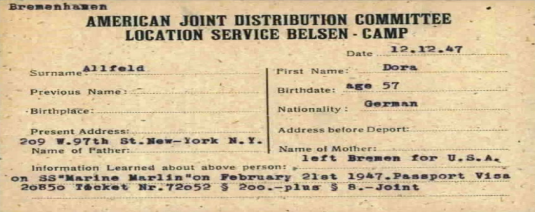 Bremenhamen
AMERICAN JOINT DISTRIBUTION COMMITTEE
LOCATION SERVICE BELSEN - CAMP
Date 12.12.47
Surname Allfeld First Name: Dora
Previous Name: Birthdate: age 57
Birthplace: Nationality: German
Present Address: Address before Deport:
209 W.97th St.New-York N.Y.
Name of Father: Name of Mother:
Information Learned about above person: left Bremen for U.S.A.
on SS"Marine Marlin"on February 21st 1947.Passport Visa
20850 Tocket Nr.72052 $ 200.-plus $ 8.-Joint